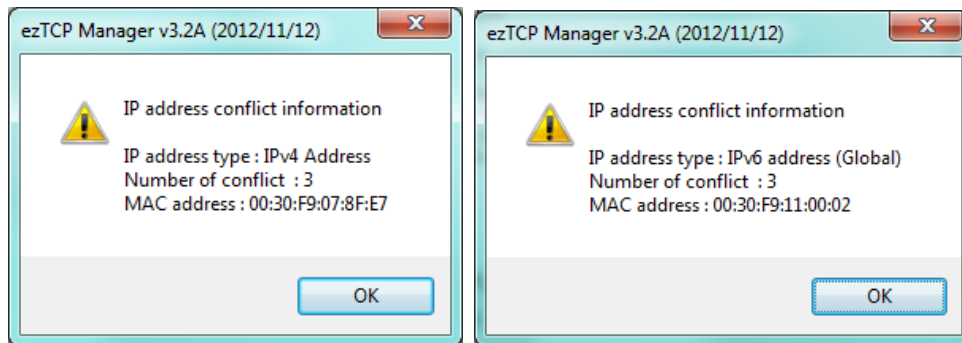 ezTCP Manager v3.2A (2012/11/12)
IP address conflict information
IP address type : IPv4 Address
Number of conflict : 3
MAC address : 00:30:F9:07:8F:E7
OK
ezTCP Manager v3.2A (2012/11/12)
IP address conflict information
IP address type : IPv6 address (Global)
Number of conflict : 3
MAC address : 00:30:F9:11:00:02
OK